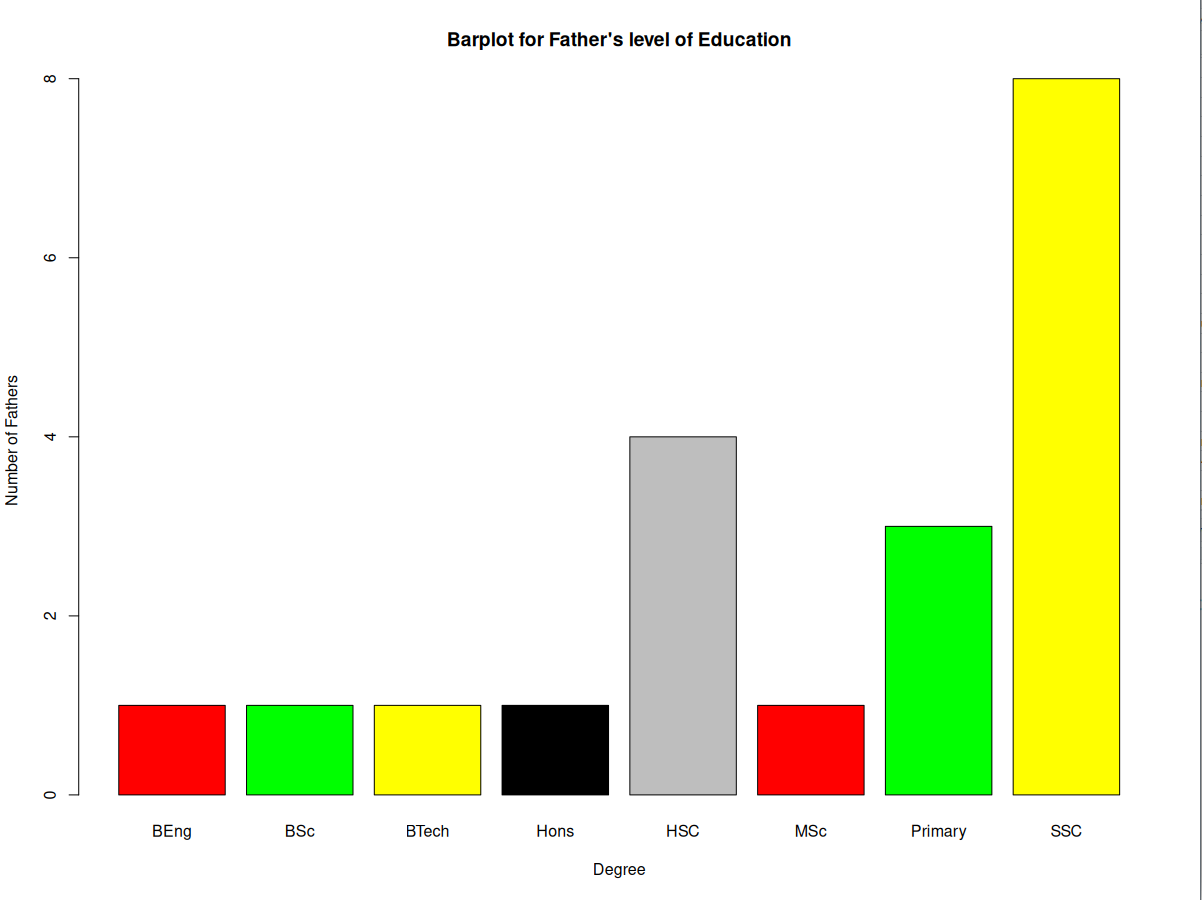 Barplot for Father's level of Education
Number of Fathers
8
6
4
2
0
BEng BSc BTech Hons HSC MSc Primary SSC
Degree